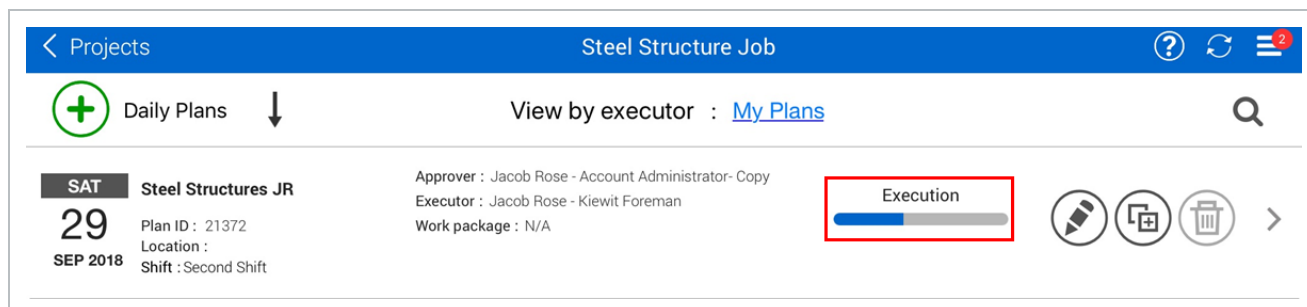 Projects
Steel Structure Job
2
Daily Plans
View by executor : My Plans
SAT
29
SEP 2018
Steel Structures JR
Plan ID : 21372
Location :
Shift : Second Shift
Approver : Jacob Rose - Account Administrator- Copy
Executor : Jacob Rose - Kiewit Foreman
Work package : N/A
Execution